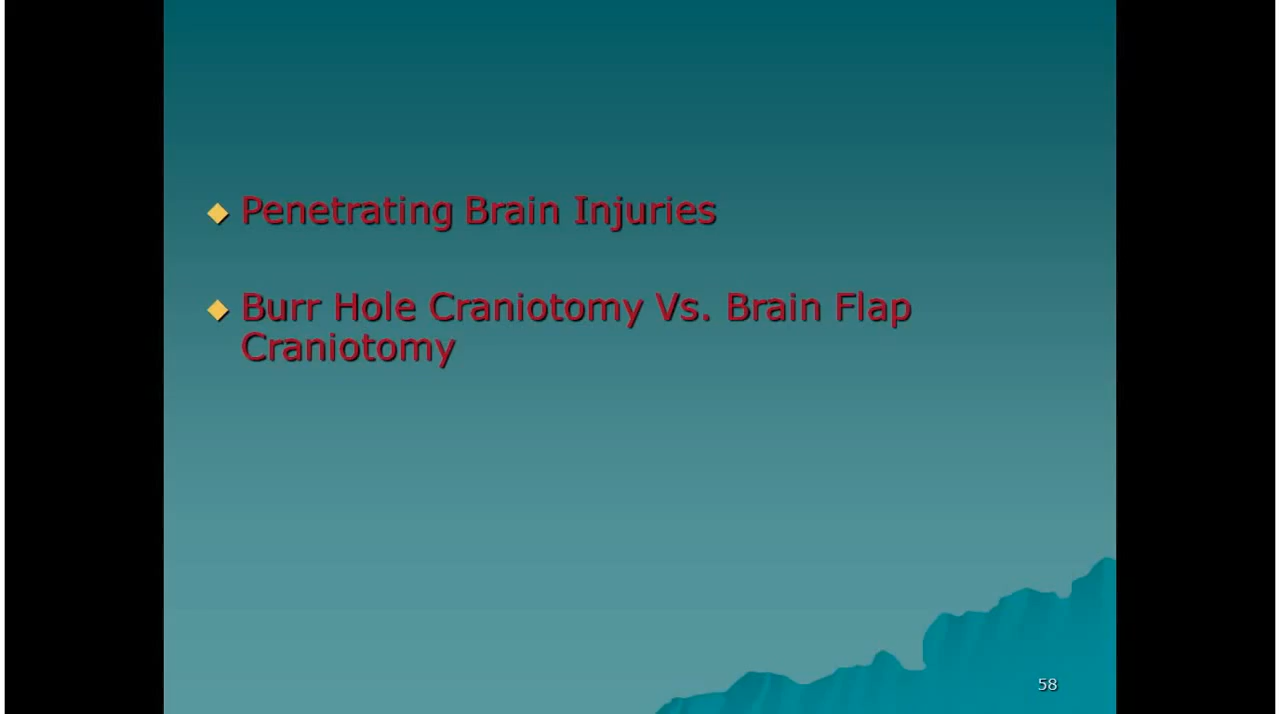 Penetrating Brain Injuries
Burr Hole Craniotomy Vs. Brain Flap
Craniotomy
58